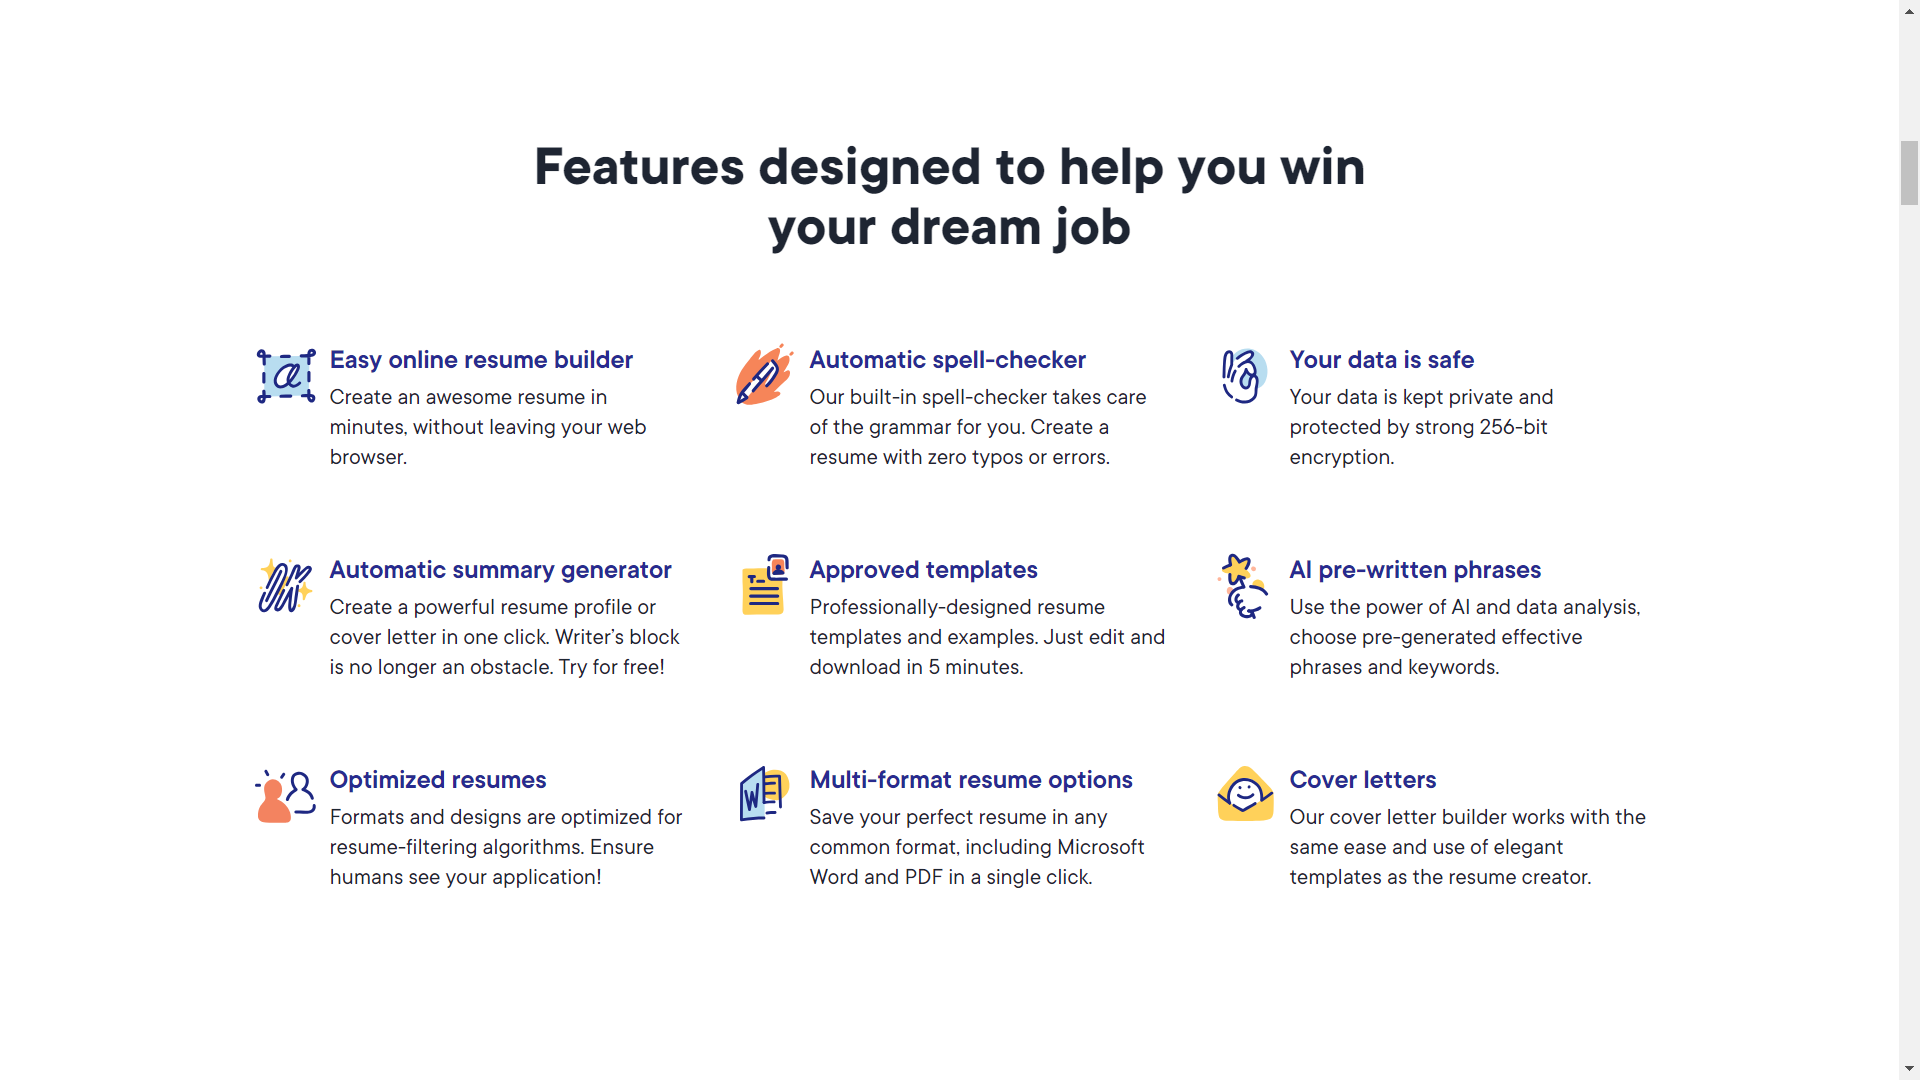 Features designed to help you win
your dream job
Easy online resume builder
Create an awesome resume in
minutes, without leaving your web
browser.
Automatic spell-checker
Our built-in spell-checker takes care
of the grammar for you. Create a
resume with zero typos or errors.
Your data is safe
Your data is kept private and
protected by strong 256-bit
encryption.
Automatic summary generator
Create a powerful resume profile or
cover letter in one click. Writer’s block
is no longer an obstacle. Try for free!
Approved templates
Professionally-designed resume
templates and examples. Just edit and
download in 5 minutes.
AI pre-written phrases
Use the power of AI and data analysis,
choose pre-generated effective
phrases and keywords.
Optimized resumes
Formats and designs are optimized for
resume-filtering algorithms. Ensure
humans see your application!
Multi-format resume options
Save your perfect resume in any
common format, including Microsoft
Word and PDF in a single click.
Cover letters
Our cover letter builder works with the
same ease and use of elegant
templates as the resume creator.